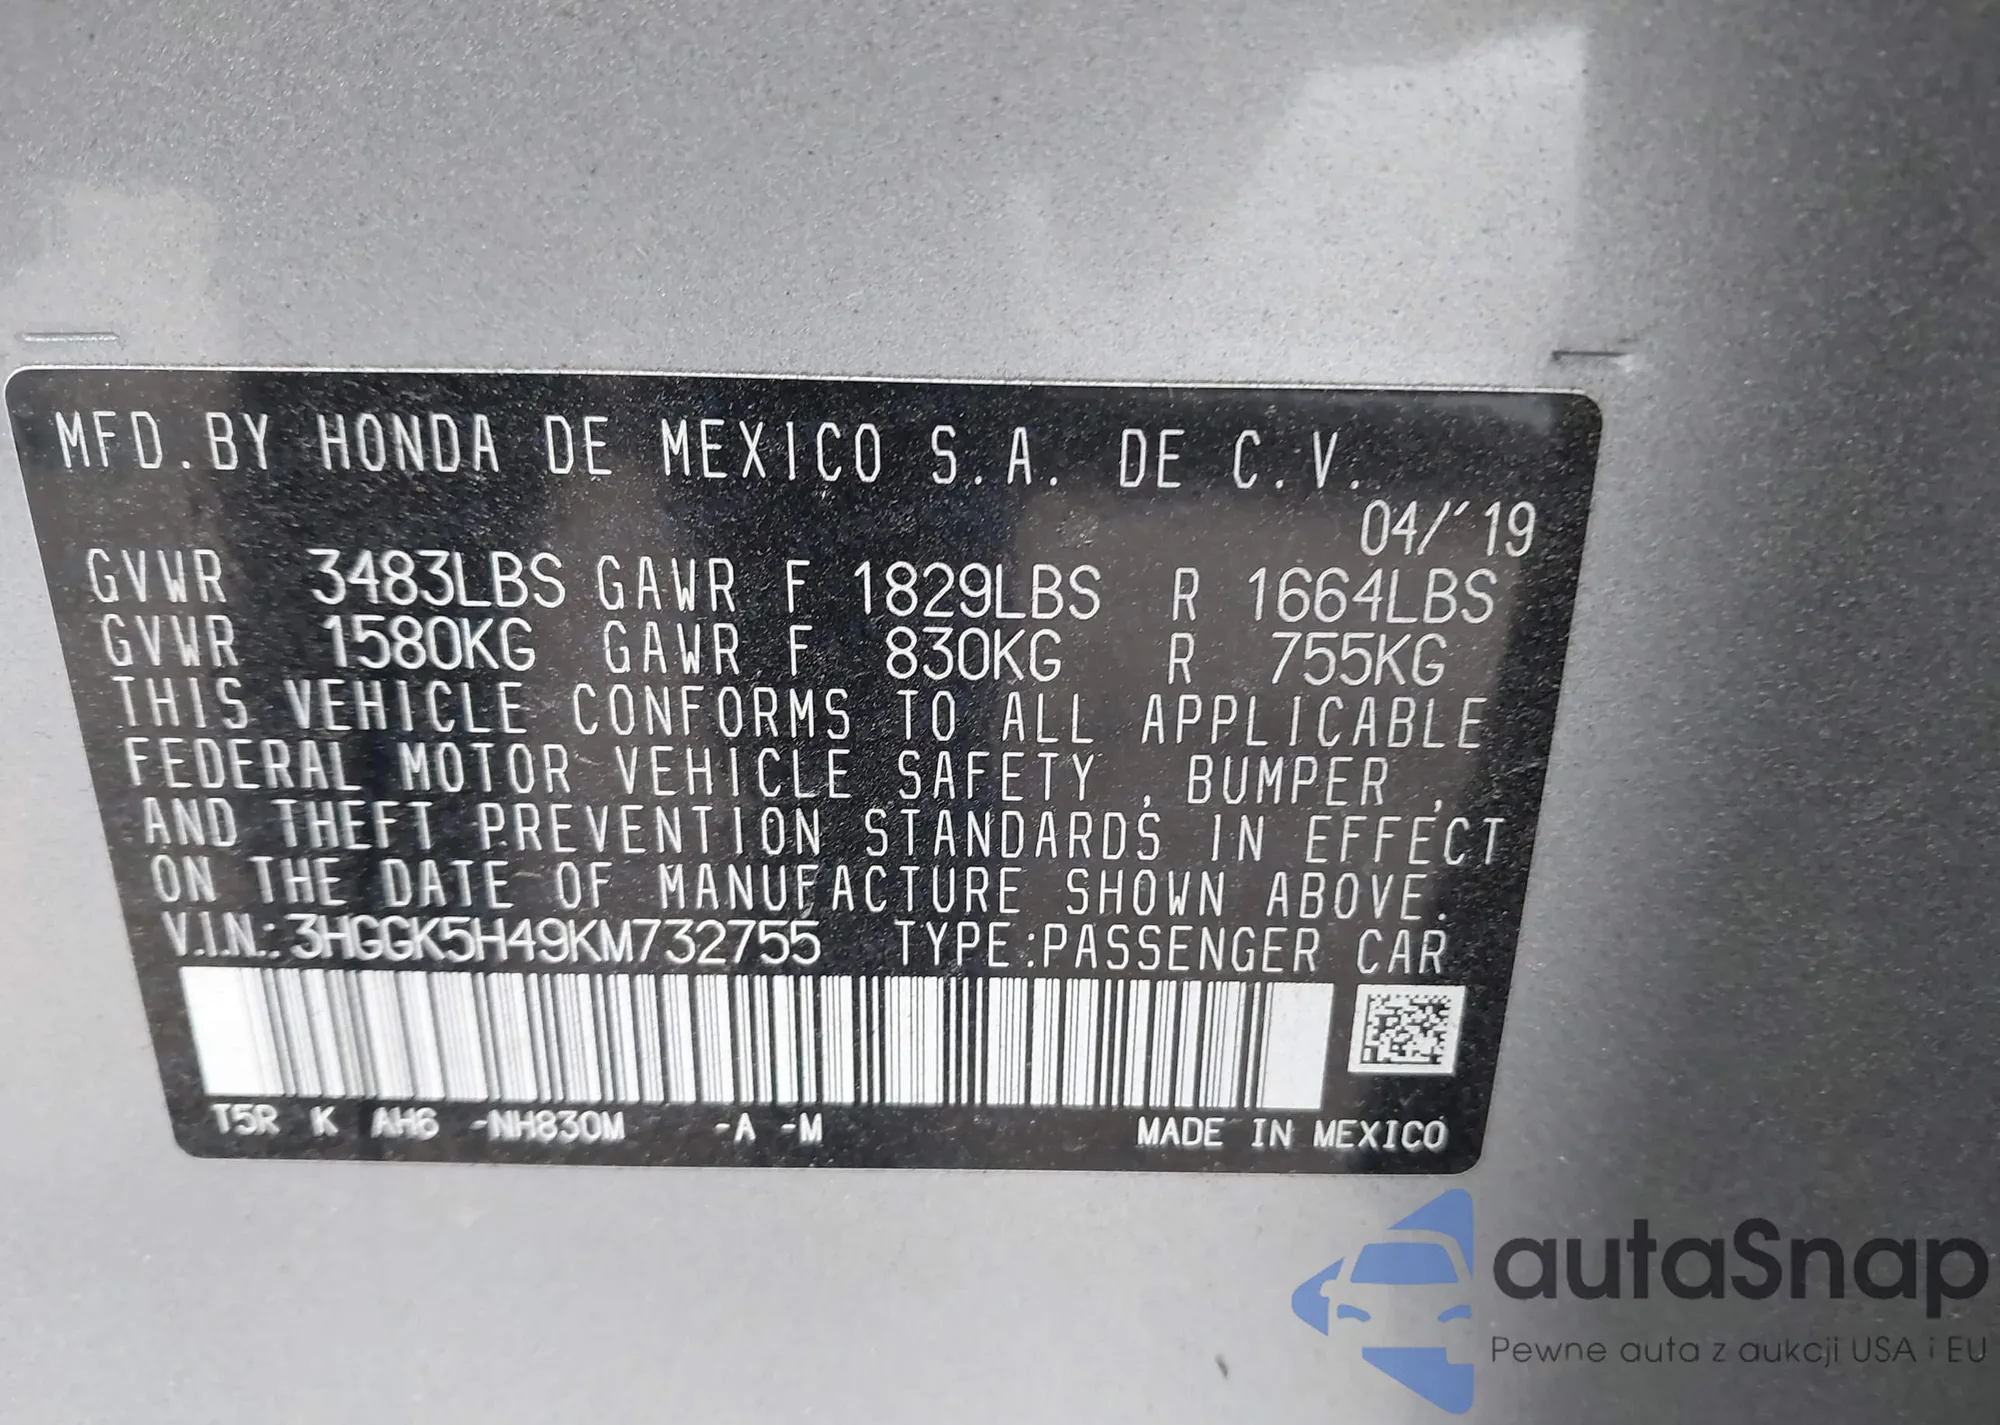 MFD. BY HONDA DE MEXICO S.A. DE C.V.
04/'19
GVWR 3483LBS GAWR F 1829LBS R 1664LBS
GVWR 1580KG GAWR F 830KG R 755KG
THIS VEHICLE CONFORMS TO ALL APPLICABLE
FEDERAL MOTOR VEHICLE SAFETY , BUMPER ,
AND THEFT PREVENTION STANDARDS IN EFFECT
ON THE DATE OF MANUFACTURE SHOWN ABOVE.
V.I.N.: 3HGGK5H49KM732755 TYPE:PASSENGER CAR
T5R K AH6 -NH830M -A -M MADE IN MEXICO
autaSnap
Pewne auta z aukcji USA i EU